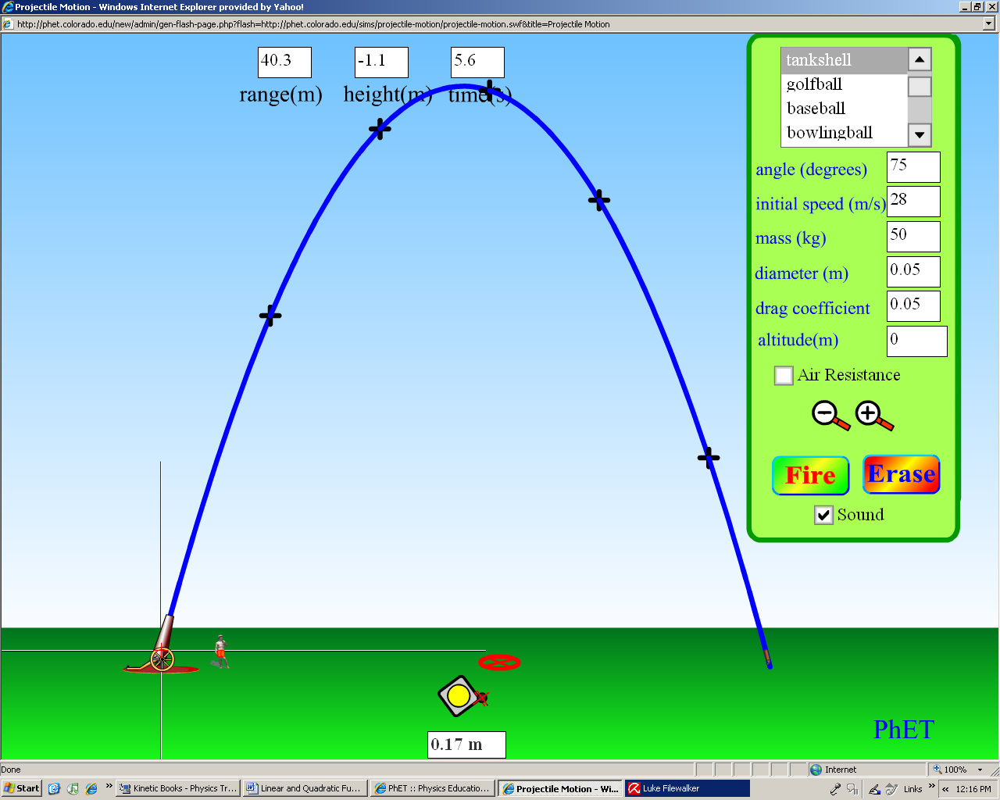 Projectile Motion - Windows Internet Explorer provided by Yahoo!
http://phet.colorado.edu/new/admin/gen-flash-page.php?flash=http://phet.colorado.edu/sims/projectile-motion/projectile-motion.swf&title=Projectile Motion
40.3 -1.1 5.6
range(m) height(m) time(s)
tankshell
golfball
baseball
bowlingball
angle (degrees) 75
initial speed (m/s) 28
mass (kg) 50
diameter (m) 0.05
drag coefficient 0.05
altitude(m) 0
Air Resistance
Fire Erase
Sound
PhET
0.17 m
Done Internet 100%
Start Kinetic Books - Physics Tr... Linear and Quadratic Fu... PhET :: Physics Educatio... Projectile Motion - Wi... Luke Filewalker Links 12:16 PM